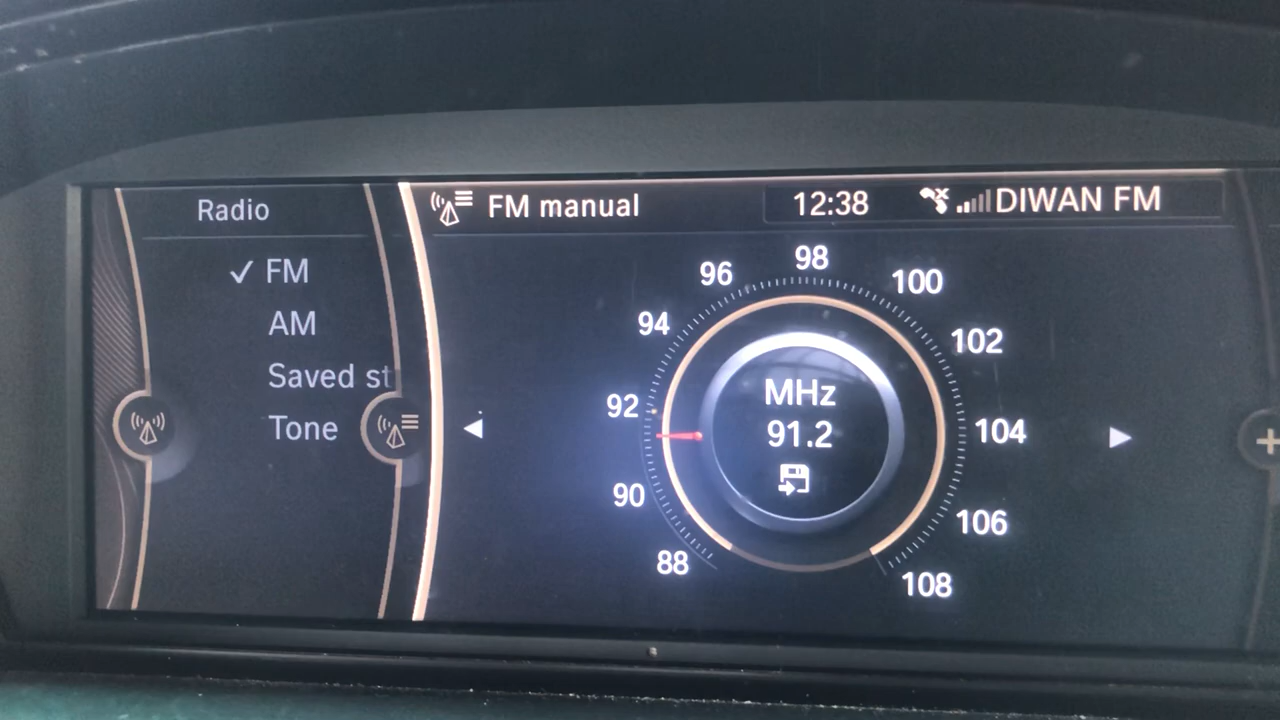 Radio
✓ FM
AM
Saved st
Tone
FM manual
12:38
DIWAN FM
88
90
92
94
96
98
100
102
104
106
108
MHz
91.2